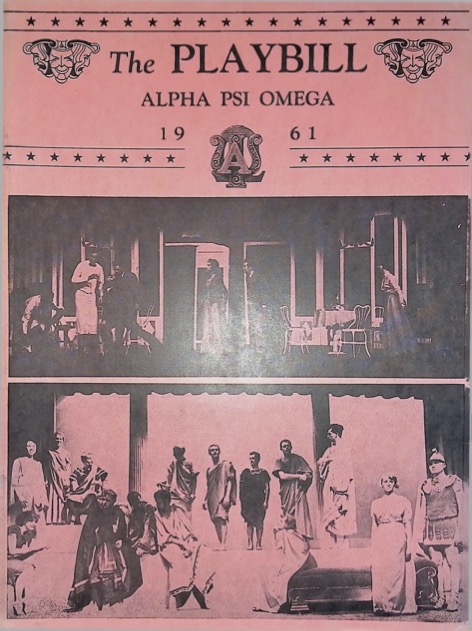 The PLAYBILL
ALPHA PSI OMEGA
19 61